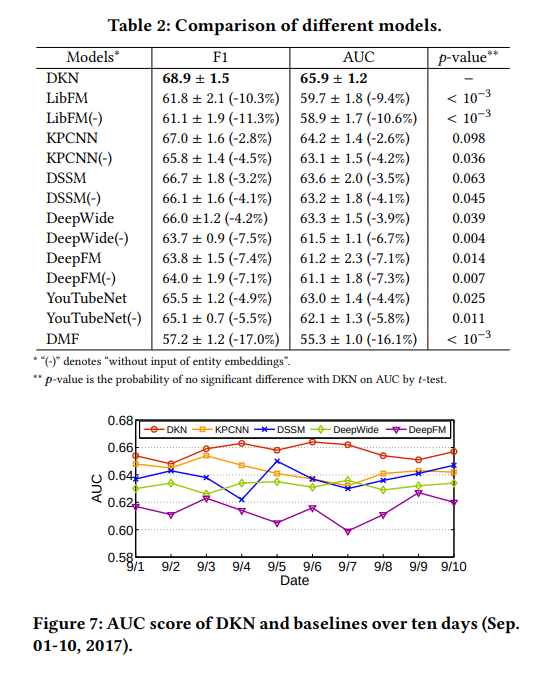 Table 2: Comparison of different models.
Models* F1 AUC p-value**
DKN 68.9 ± 1.5 65.9 ± 1.2 –
LibFM 61.8 ± 2.1 (-10.3%) 59.7 ± 1.8 (-9.4%) < 10⁻³
LibFM(-) 61.1 ± 1.9 (-11.3%) 58.9 ± 1.7 (-10.6%) < 10⁻³
KPCNN 67.0 ± 1.6 (-2.8%) 64.2 ± 1.4 (-2.6%) 0.098
KPCNN(-) 65.8 ± 1.4 (-4.5%) 63.1 ± 1.5 (-4.2%) 0.036
DSSM 66.7 ± 1.8 (-3.2%) 63.6 ± 2.0 (-3.5%) 0.063
DSSM(-) 66.1 ± 1.6 (-4.1%) 63.2 ± 1.8 (-4.1%) 0.045
DeepWide 66.0 ±1.2 (-4.2%) 63.3 ± 1.5 (-3.9%) 0.039
DeepWide(-) 63.7 ± 0.9 (-7.5%) 61.5 ± 1.1 (-6.7%) 0.004
DeepFM 63.8 ± 1.5 (-7.4%) 61.2 ± 2.3 (-7.1%) 0.014
DeepFM(-) 64.0 ± 1.9 (-7.1%) 61.1 ± 1.8 (-7.3%) 0.007
YouTubeNet 65.5 ± 1.2 (-4.9%) 63.0 ± 1.4 (-4.4%) 0.025
YouTubeNet(-) 65.1 ± 0.7 (-5.5%) 62.1 ± 1.3 (-5.8%) 0.011
DMF 57.2 ± 1.2 (-17.0%) 55.3 ± 1.0 (-16.1%) < 10⁻³
* "(-)" denotes "without input of entity embeddings".
** p-value is the probability of no significant difference with DKN on AUC by t-test.
DKN KPCNN DSSM DeepWide DeepFM
AUC
0.68
0.66
0.64
0.62
0.6
0.58
9/1 9/2 9/3 9/4 9/5 9/6 9/7 9/8 9/9 9/10
Date
Figure 7: AUC score of DKN and baselines over ten days (Sep.
01-10, 2017).